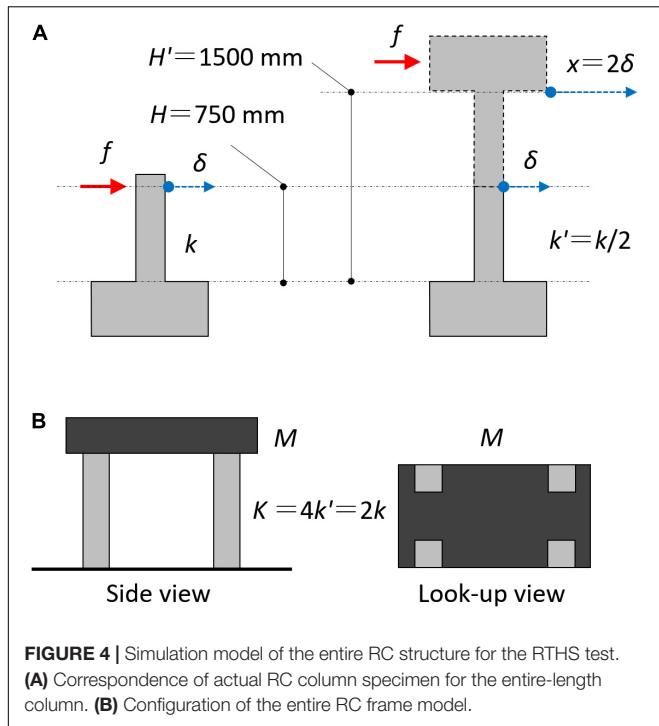 A
H′=1500 mm
f
x=2δ
H=750 mm
f
δ
δ
k
k′=k/2
B
M
M
K=4k′=2k
Side view
Look-up view
FIGURE 4 | Simulation model of the entire RC structure for the RTHS test.
(A) Correspondence of actual RC column specimen for the entire-length
column. (B) Configuration of the entire RC frame model.